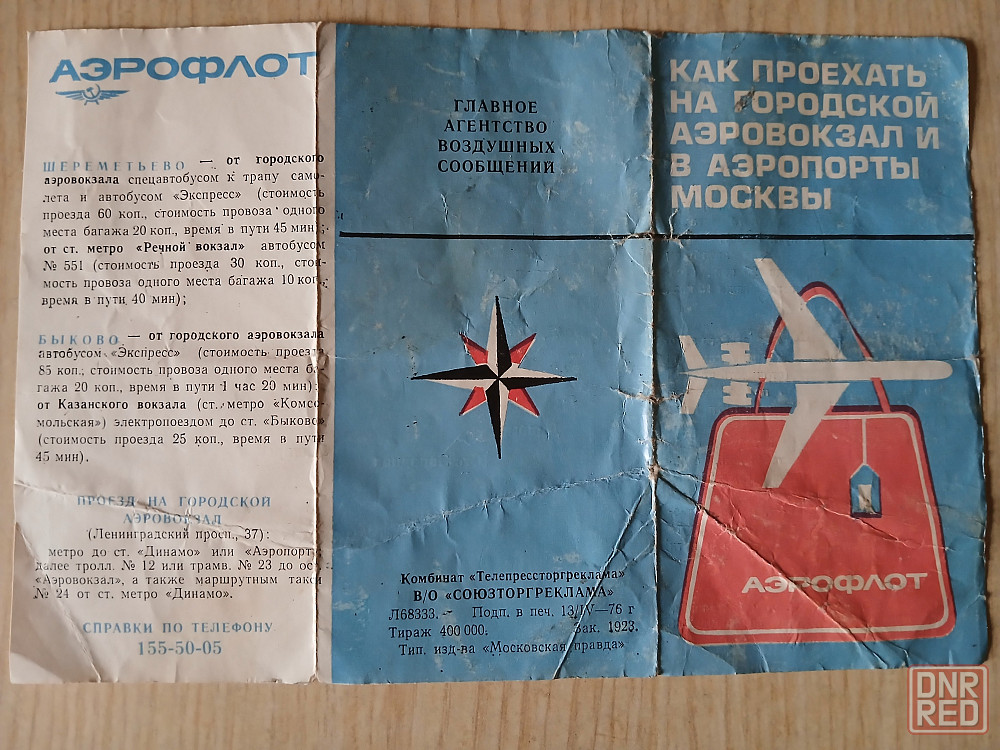 АЭРОФЛОТ
ШЕРЕМЕТЬЕВО — от городского
аэровокзала спецавтобусом к трапу само-
лета и автобусом «Экспресс» (стоимость
проезда 60 коп., стоимость провоза одного
места багажа 20 коп., время в пути 45 мин);
от ст. метро «Речной вокзал» автобусом
№ 551 (стоимость проезда 30 коп., стои-
мость провоза одного места багажа 10 коп.,
время в пути 40 мин);
БЫКОВО — от городского аэровокзала
автобусом «Экспресс» (стоимость проезда
85 коп.; стоимость провоза одного места ба-
гажа 20 коп., время в пути 1 час 20 мин);
от Казанского вокзала (ст. метро «Комсо-
мольская») электропоездом до ст. «Быково»
(стоимость проезда 25 коп., время в пути
45 мин).
ПРОЕЗД НА ГОРОДСКОЙ
АЭРОВОКЗАЛ
(Ленинградский просп., 37):
метро до ст. «Динамо» или «Аэропорт»,
далее тролл. № 12 или трамв. № 23 до ост.
«Аэровокзал», а также маршрутным такси
№ 24 от ст. метро «Динамо».
СПРАВКИ ПО ТЕЛЕФОНУ
155-50-05
ГЛАВНОЕ
АГЕНТСТВО
ВОЗДУШНЫХ
СООБЩЕНИЙ
Комбинат «Телепрессторгреклама»
В/О «СОЮЗТОРГРЕКЛАМА»
Л68333. Подп. в печ. 13/IV—76 г
Тираж 400 000. Зак. 1923.
Тип. изд-ва «Московская правда»
КАК ПРОЕХАТЬ
НА ГОРОДСКОЙ
АЭРОВОКЗАЛ И
В АЭРОПОРТЫ
МОСКВЫ
АЭРОФЛОТ
DNR
RED